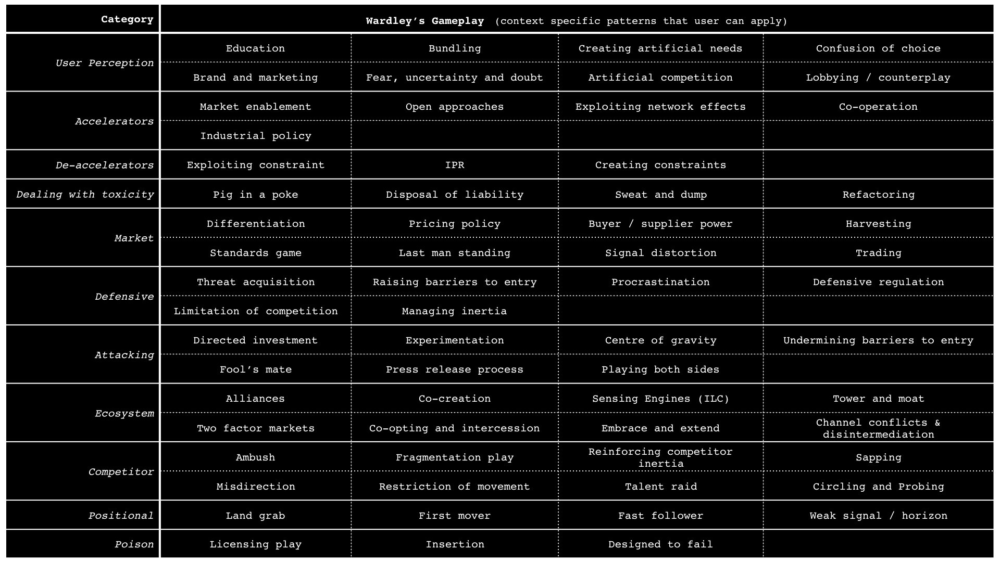 Category
Wardley’s Gameplay (context specific patterns that user can apply)
User Perception
Education
Bundling
Creating artificial needs
Confusion of choice
Brand and marketing
Fear, uncertainty and doubt
Artificial competition
Lobbying / counterplay
Accelerators
Market enablement
Open approaches
Exploiting network effects
Co-operation
Industrial policy
De-accelerators
Exploiting constraint
IPR
Creating constraints
Dealing with toxicity
Pig in a poke
Disposal of liability
Sweat and dump
Refactoring
Market
Differentiation
Pricing policy
Buyer / supplier power
Harvesting
Standards game
Last man standing
Signal distortion
Trading
Defensive
Threat acquisition
Raising barriers to entry
Procrastination
Defensive regulation
Limitation of competition
Managing inertia
Attacking
Directed investment
Experimentation
Centre of gravity
Undermining barriers to entry
Fool’s mate
Press release process
Playing both sides
Ecosystem
Alliances
Co-creation
Sensing Engines (ILC)
Tower and moat
Two factor markets
Co-opting and intercession
Embrace and extend
Channel conflicts &
disintermediation
Competitor
Ambush
Fragmentation play
Reinforcing competitor
inertia
Sapping
Misdirection
Restriction of movement
Talent raid
Circling and Probing
Positional
Land grab
First mover
Fast follower
Weak signal / horizon
Poison
Licensing play
Insertion
Designed to fail